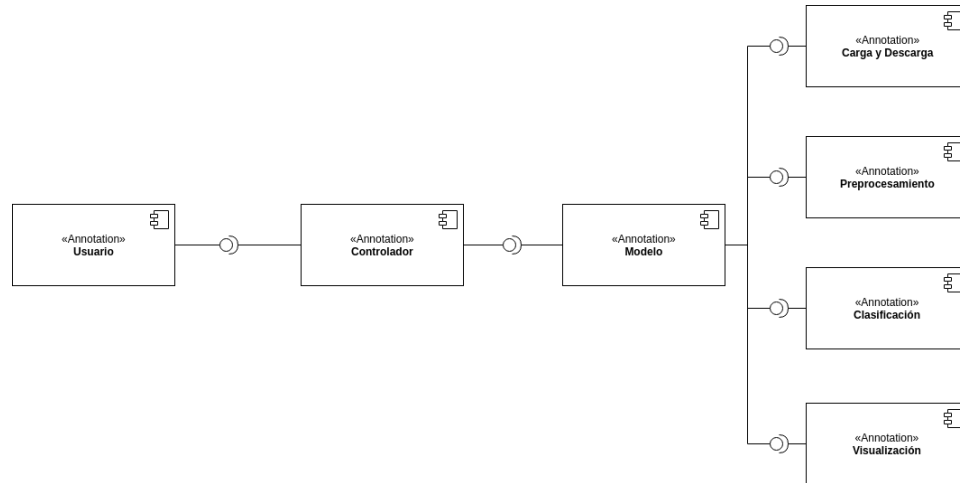 «Annotation»
Usuario
«Annotation»
Controlador
«Annotation»
Modelo
«Annotation»
Carga y Descarga
«Annotation»
Preprocesamiento
«Annotation»
Clasificación
«Annotation»
Visualización